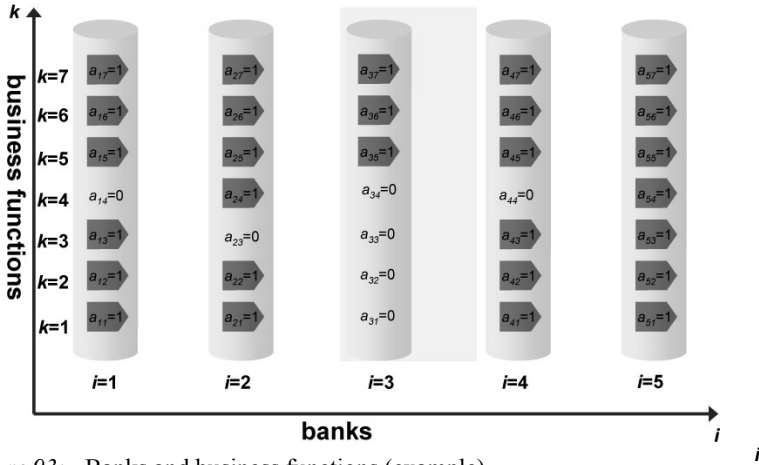 k
k=7 a17=1 a27=1 a37=1 a47=1 a57=1
k=6 a16=1 a26=1 a36=1 a46=1 a56=1
k=5 a15=1 a25=1 a35=1 a45=1 a55=1
k=4 a14=0 a24=1 a34=0 a44=0 a54=1
k=3 a13=1 a23=0 a33=0 a43=1 a53=1
k=2 a12=1 a22=1 a32=0 a42=1 a52=1
k=1 a11=1 a21=1 a31=0 a41=1 a51=1
business functions
i=1 i=2 i=3 i=4 i=5
banks
i
i
Banks and business functions (example)